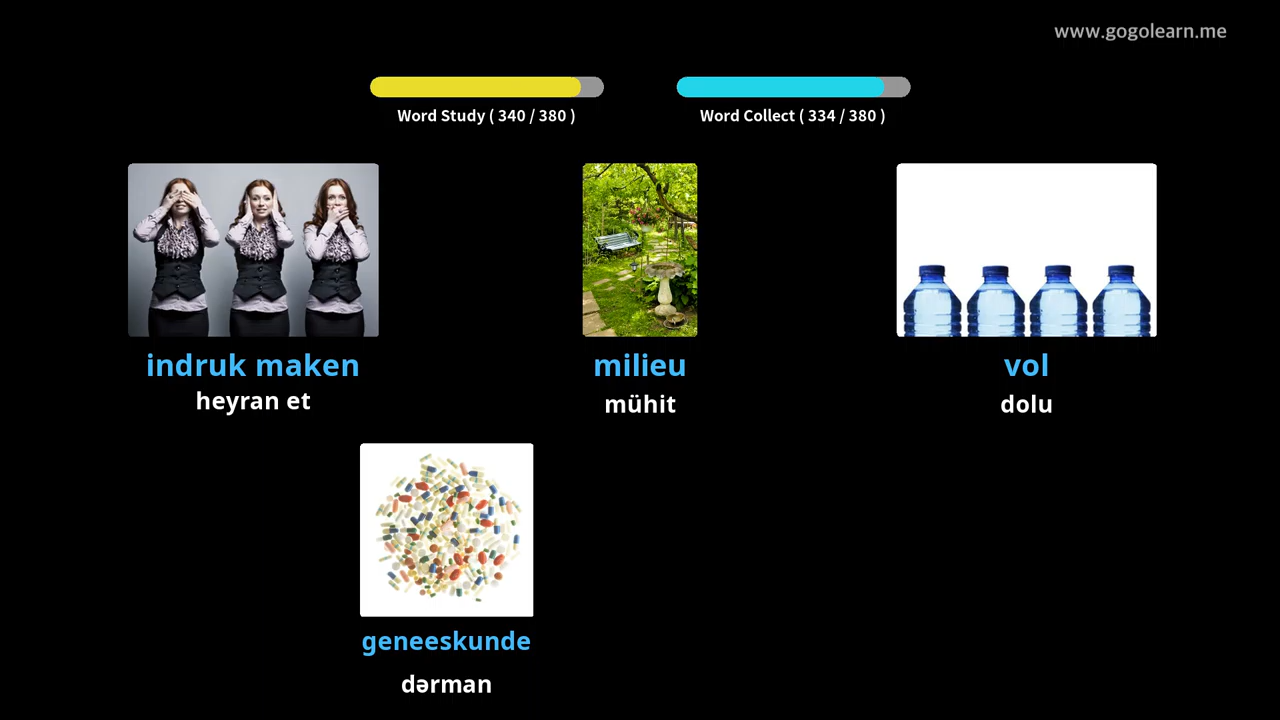 www.gogolearn.me
Word Study ( 340 / 380 )
Word Collect ( 334 / 380 )
indruk maken
heyran et
milieu
mühit
vol
dolu
geneeskunde
dərman